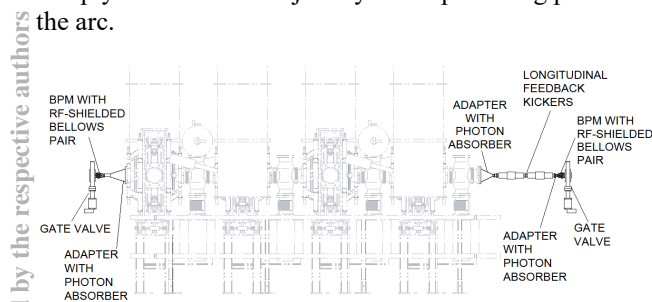 the arc.
d by the respective authors
BPM WITH
RF-SHIELDED
BELLOWS
PAIR
GATE VALVE
ADAPTER
WITH
PHOTON
ABSORBER
LONGITUDINAL
FEEDBACK
KICKERS
ADAPTER
WITH
PHOTON
ABSORBER
BPM WITH
RF-SHIELDED
BELLOWS
PAIR
ADAPTER
WITH
PHOTON
ABSORBER
GATE
VALVE